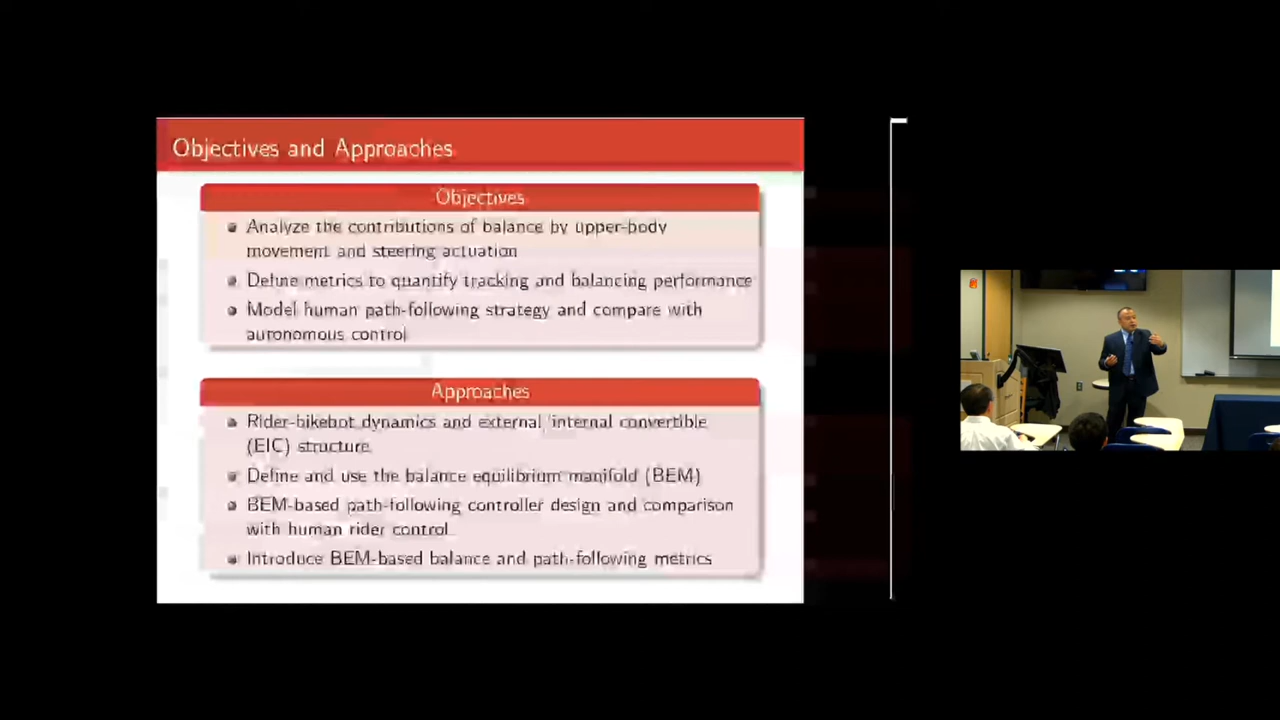 Objectives and Approaches
Objectives
Analyze the contributions of balance by upper-body
movement and steering actuation
Define metrics to quantify tracking and balancing performance
Model human path-following strategy and compare with
autonomous control
Approaches
Rider-bikebot dynamics and external/internal convertible
(EIC) structure
Define and use the balance equilibrium manifold (BEM)
BEM-based path-following controller design and comparison
with human rider control
Introduce BEM-based balance and path-following metrics